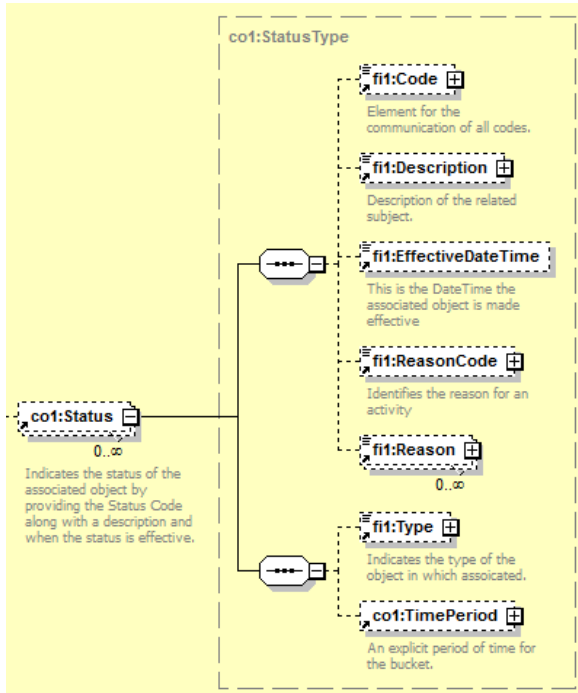 co1:StatusType
fi1:Code
Element for the
communication of all codes.
fi1:Description
Description of the related
subject.
fi1:EffectiveDateTime
This is the DateTime the
associated object is made
effective
fi1:ReasonCode
Identifies the reason for an
activity
co1:Status
0..∞
Indicates the status of the
associated object by
providing the Status Code
along with a description and
when the status is effective.
fi1:Reason
0..∞
fi1:Type
Indicates the type of the
object in which assoicated.
co1:TimePeriod
An explicit period of time for
the bucket.